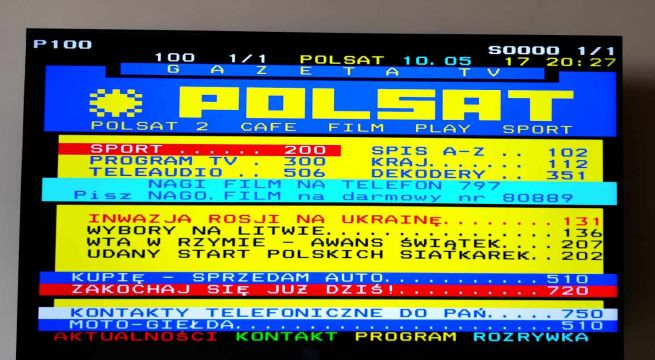 P100 S0000 1/1
100 1/1 POLSAT 10.05 17 20:27
G A Z E T A T V
POLSAT
POLSAT 2 CAFE FILM PLAY SPORT
SPORT ...... 200 SPIS A-Z .. 102
PROGRAM TV . 300 KRAJ....... 112
TELEAUDIO .. 506 DEKODERY .. 351
NAGI FILM NA TELEFON 797
Pisz NAGO.FILM na darmowy nr 80889
INWAZJA ROSJI NA UKRAINĘ.......131
WYBORY NA LITWIE...............136
WTA W RZYMIE - AWANS ŚWIĄTEK...207
UDANY START POLSKICH SIATKAREK..202
KUPIĘ - SPRZEDAM AUTO..........510
ZAKOCHAJ SIĘ JUŻ DZIŚ!.........720
KONTAKTY TELEFONICZNE DO PAŃ...750
MOTO-GIEŁDA....................510
AKTUALNOŚCI KONTAKT PROGRAM ROZRYWKA